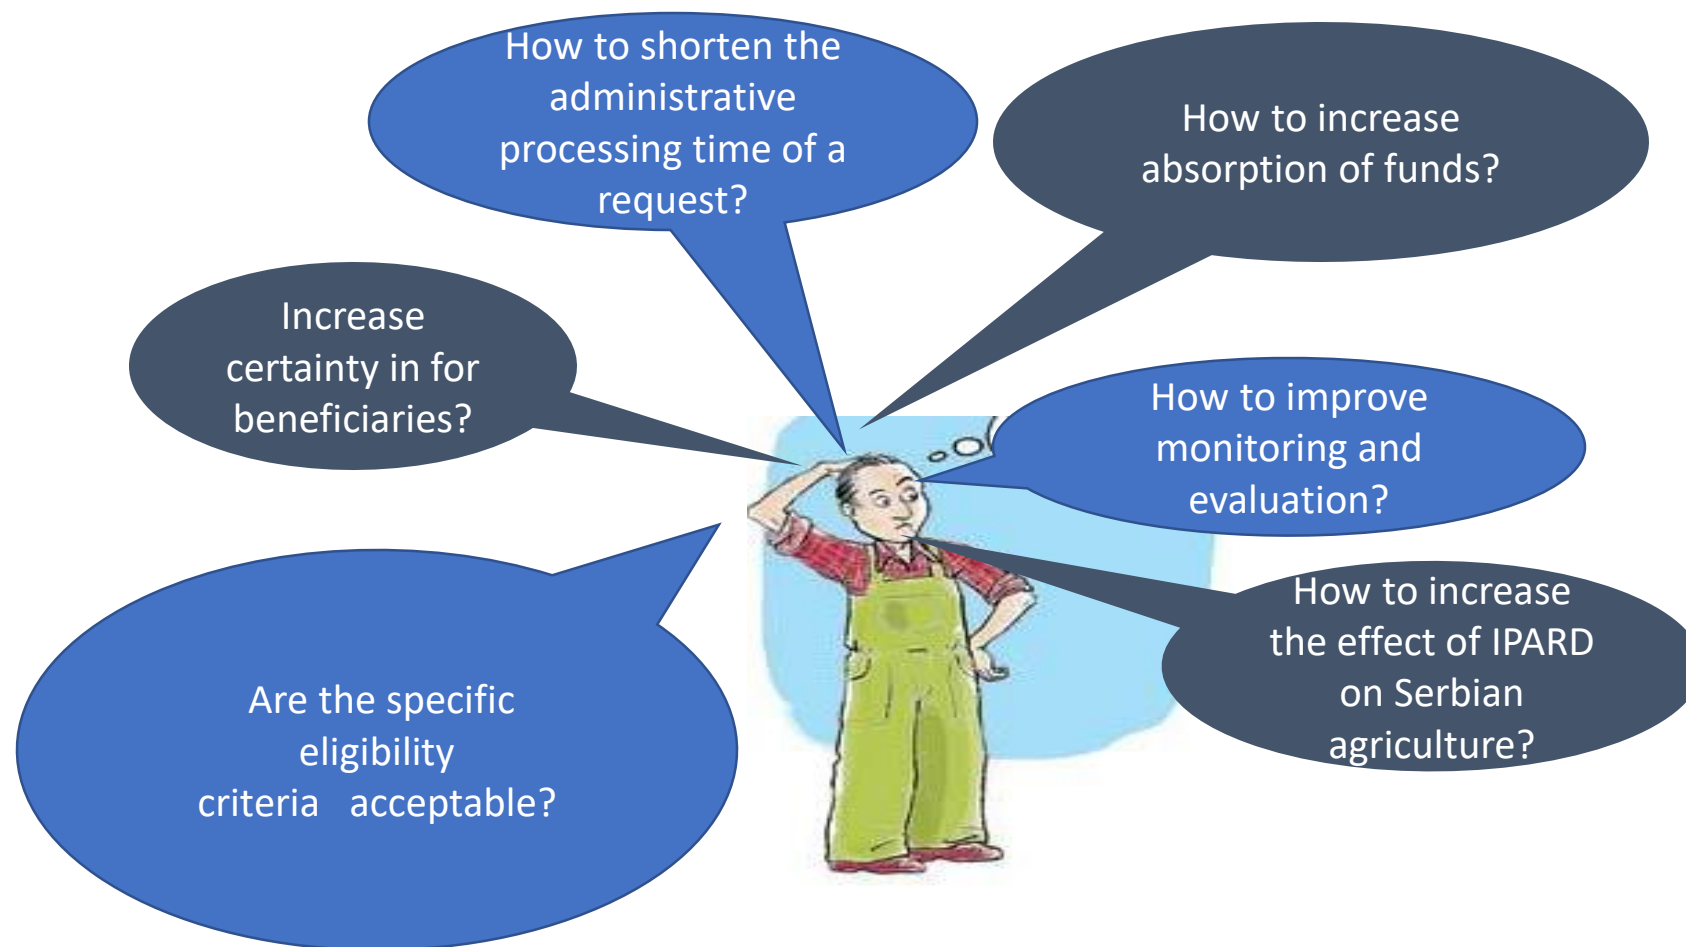 How to shorten the
administrative
processing time of a
request?
How to increase
absorption of funds?
Increase
certainty in for
beneficiaries?
How to improve
monitoring and
evaluation?
How to increase
the effect of IPARD
on Serbian
agriculture?
Are the specific
eligibility
criteria   acceptable?